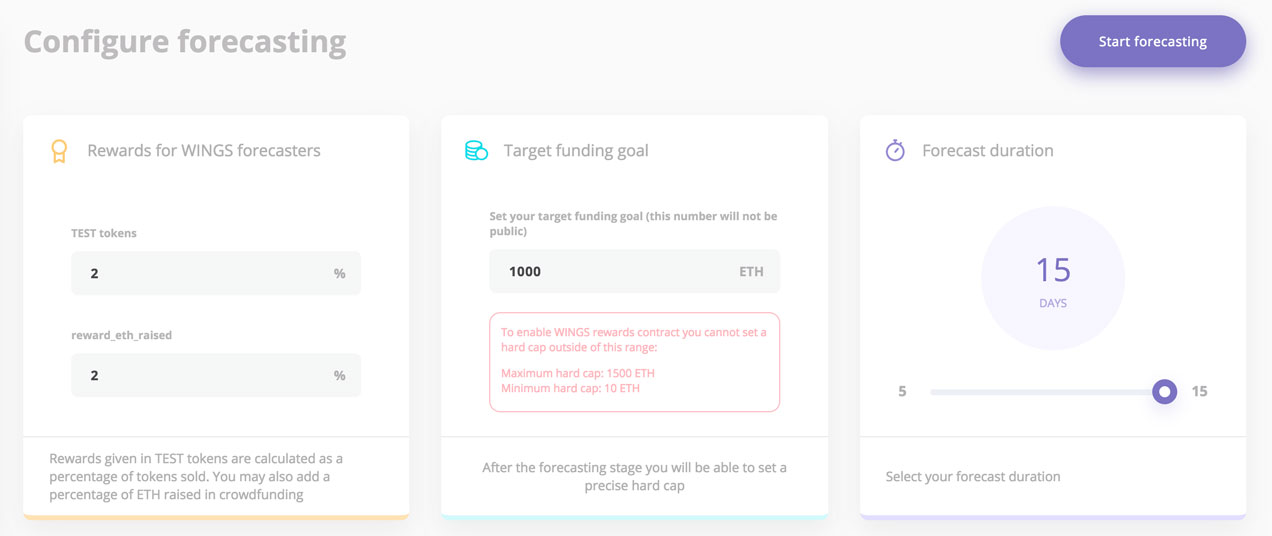 Configure forecasting
Start forecasting
Rewards for WINGS forecasters
TEST tokens
2 %
reward_eth_raised
2 %
Rewards given in TEST tokens are calculated as a
percentage of tokens sold. You may also add a
percentage of ETH raised in crowdfunding
Target funding goal
Set your target funding goal (this number will not be
public)
1000 ETH
To enable WINGS rewards contract you cannot set a
hard cap outside of this range:
Maximum hard cap: 1500 ETH
Minimum hard cap: 10 ETH
After the forecasting stage you will be able to set a
precise hard cap
Forecast duration
15
DAYS
5 15
Select your forecast duration